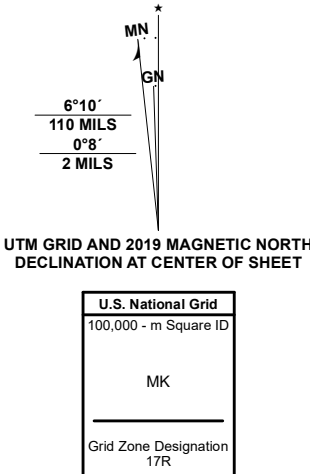 ★
MN
GN
6°10´
110 MILS
0°8´
2 MILS
UTM GRID AND 2019 MAGNETIC NORTH
DECLINATION AT CENTER OF SHEET
U.S. National Grid
100,000 - m Square ID
MK
Grid Zone Designation
17R